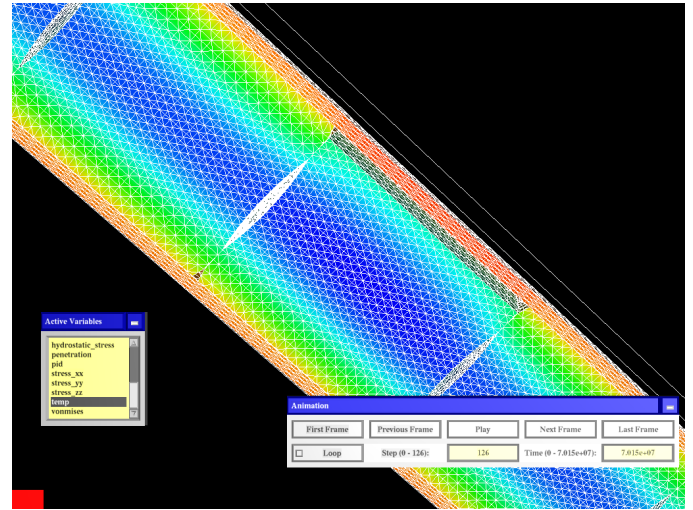 Active Variables
hydrostatic_stress
penetration
pid
stress_xx
stress_yy
stress_zz
temp
vonmises
Animation
First Frame Previous Frame Play Next Frame Last Frame
Loop Step (0 - 126): 126 Time (0 - 7.015e+07): 7.015e+07